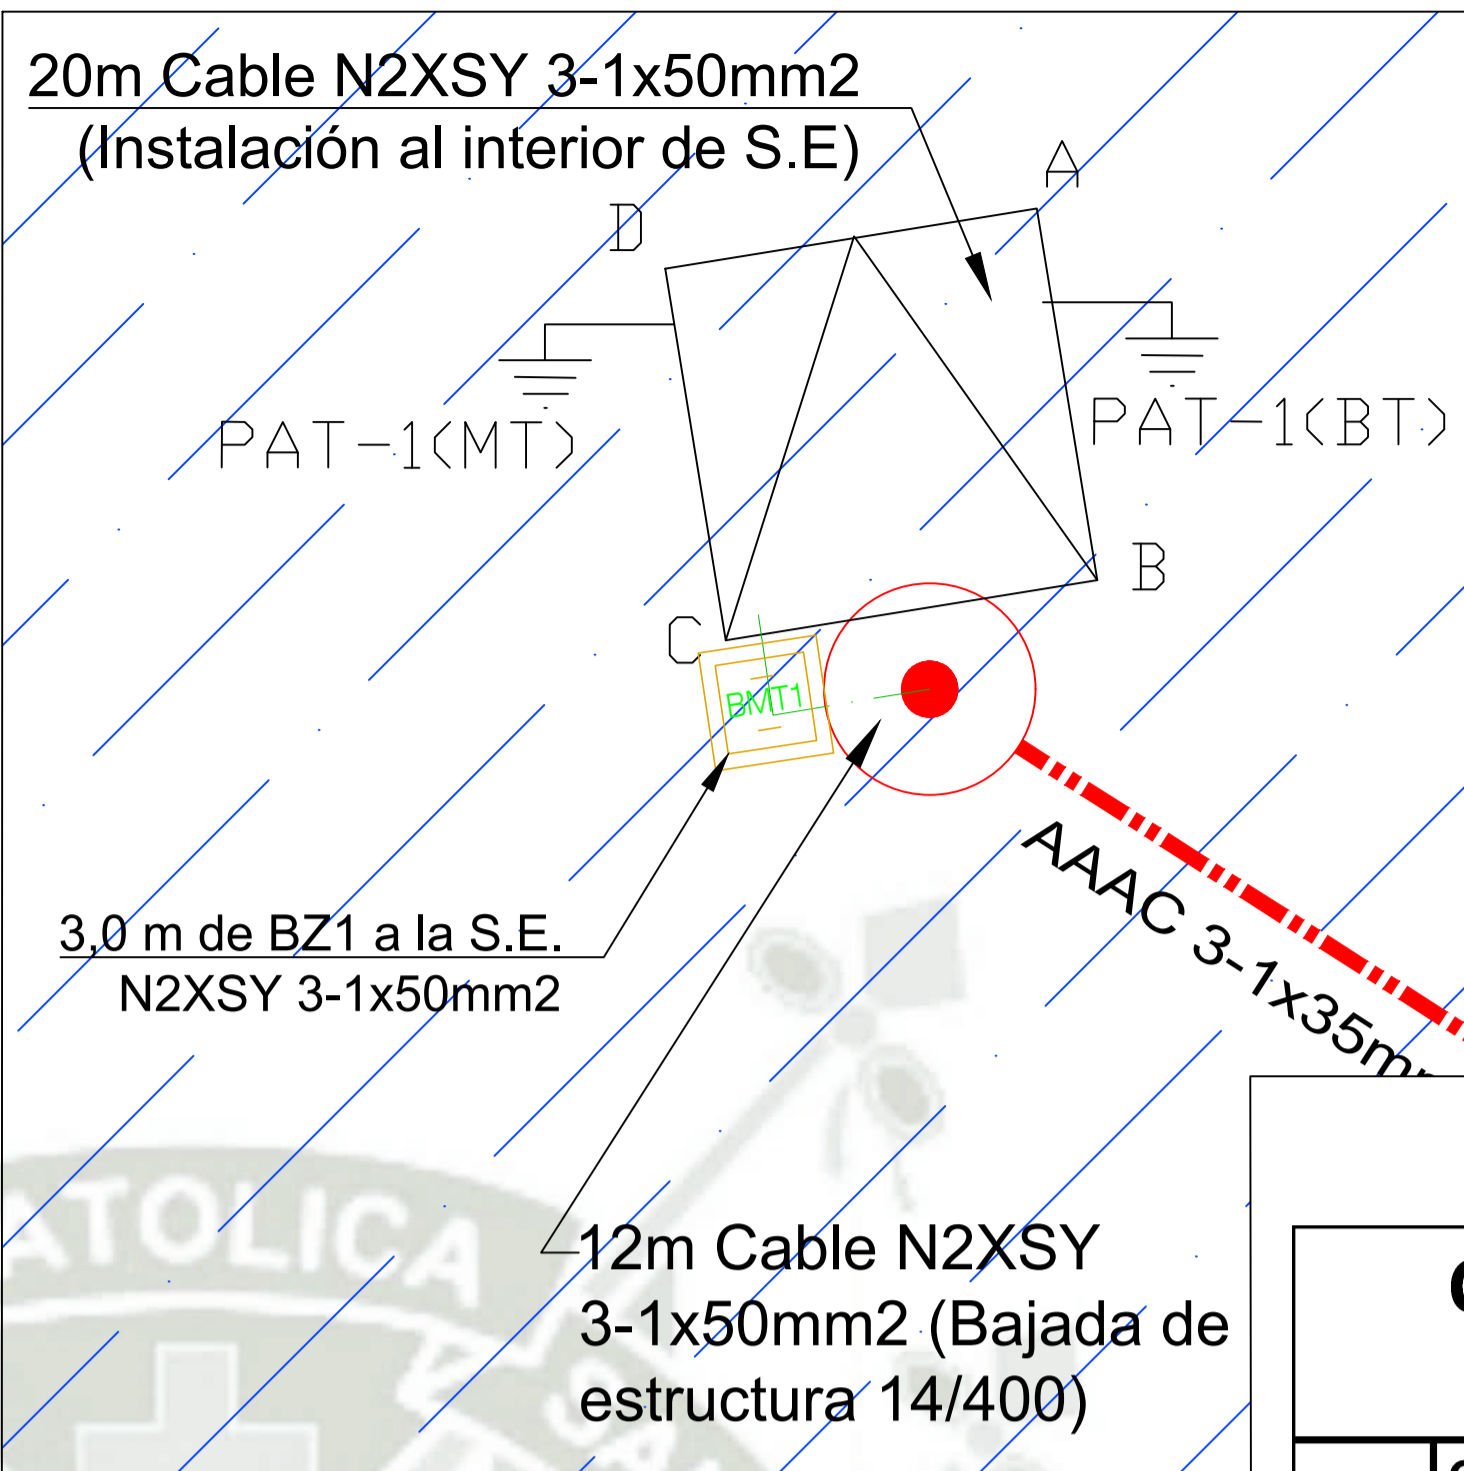 20m Cable N2XSY 3-1x50mm2
(Instalación al interior de S.E)
A
D
PAT-1(MT)
PAT-1(BT)
B
C
BMT1
3,0 m de BZ1 a la S.E.
N2XSY 3-1x50mm2
AAAC 3-1x35m
12m Cable N2XSY
3-1x50mm2 (Bajada de
estructura 14/400)
ATOLICA